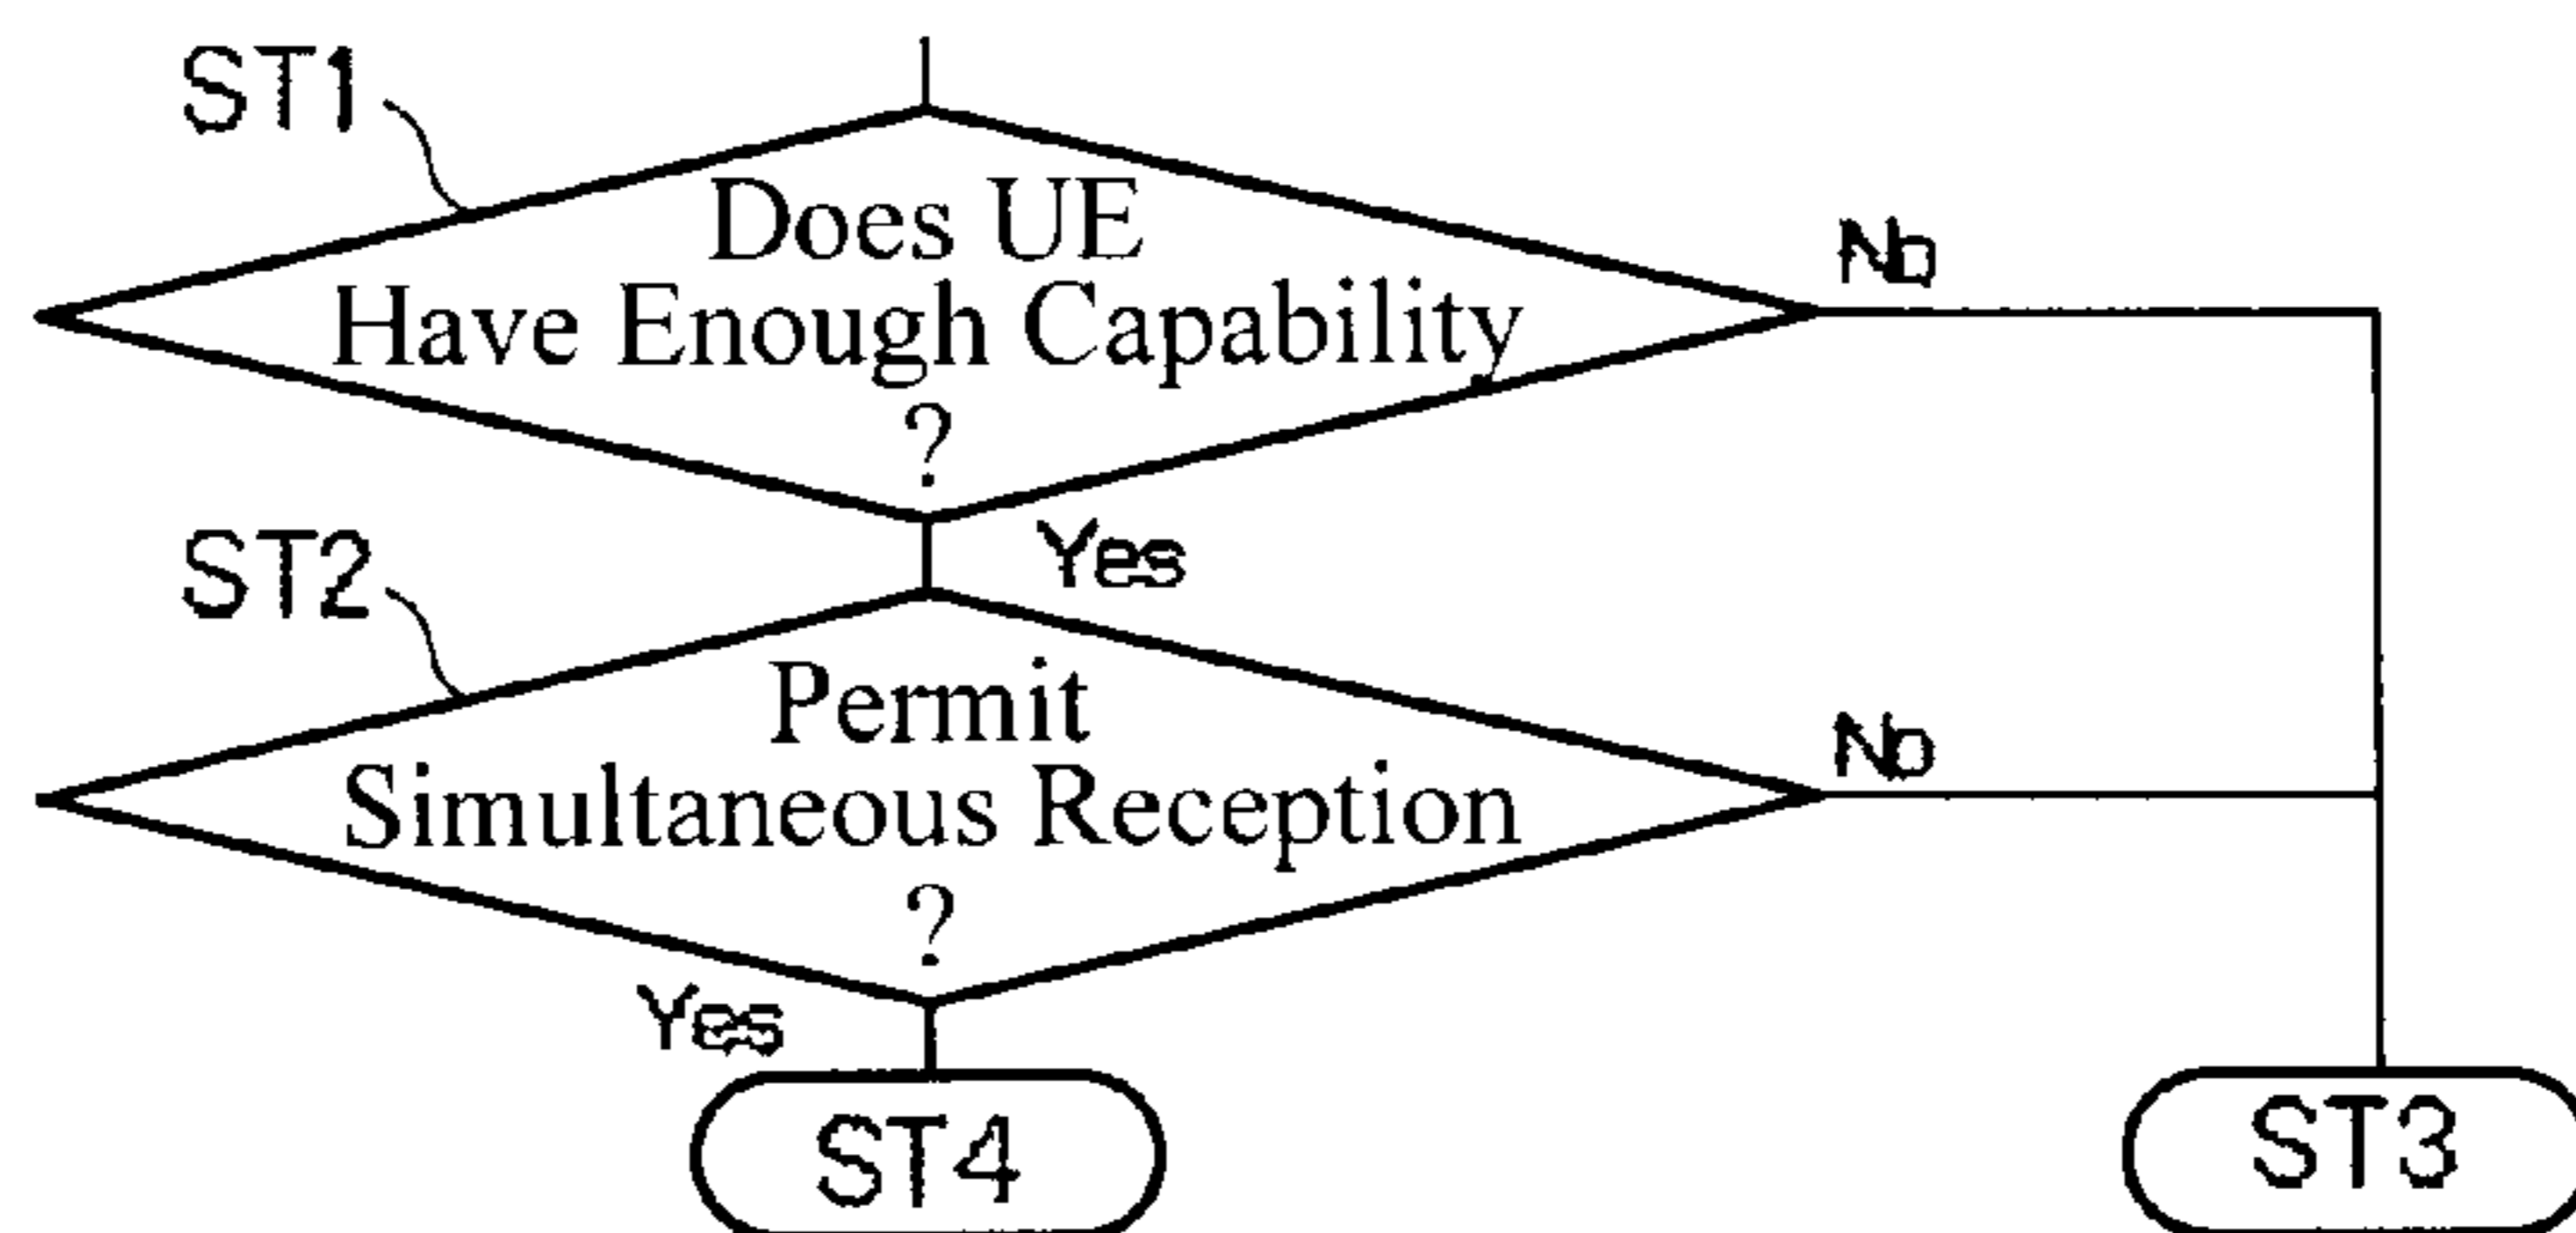 ST1
Does UE
Have Enough Capability
?
No
Yes
ST2
Permit
Simultaneous Reception
?
No
Yes
ST4
ST3